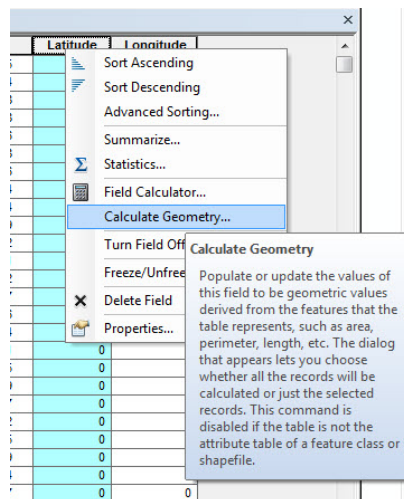 ×
Latitude Longitude
Sort Ascending
Sort Descending
Advanced Sorting...
Summarize...
Σ Statistics...
Field Calculator...
Calculate Geometry...
Turn Field Off
Freeze/Unfree
Delete Field
Properties...
Calculate Geometry
Populate or update the values of
this field to be geometric values
derived from the features that the
table represents, such as area,
perimeter, length, etc. The dialog
that appears lets you choose
whether all the records will be
calculated or just the selected
records. This command is
disabled if the table is not the
attribute table of a feature class or
shapefile.
0
0
0
0
0
0
0
0
0 0